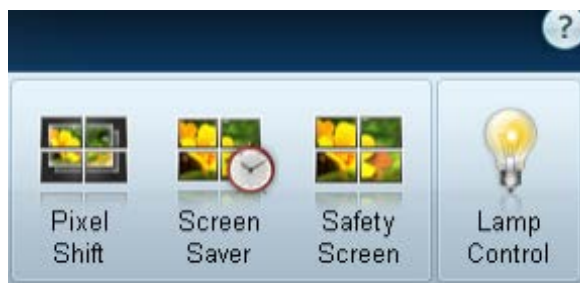 ?
Pixel Shift
Screen Saver
Safety Screen
Lamp Control